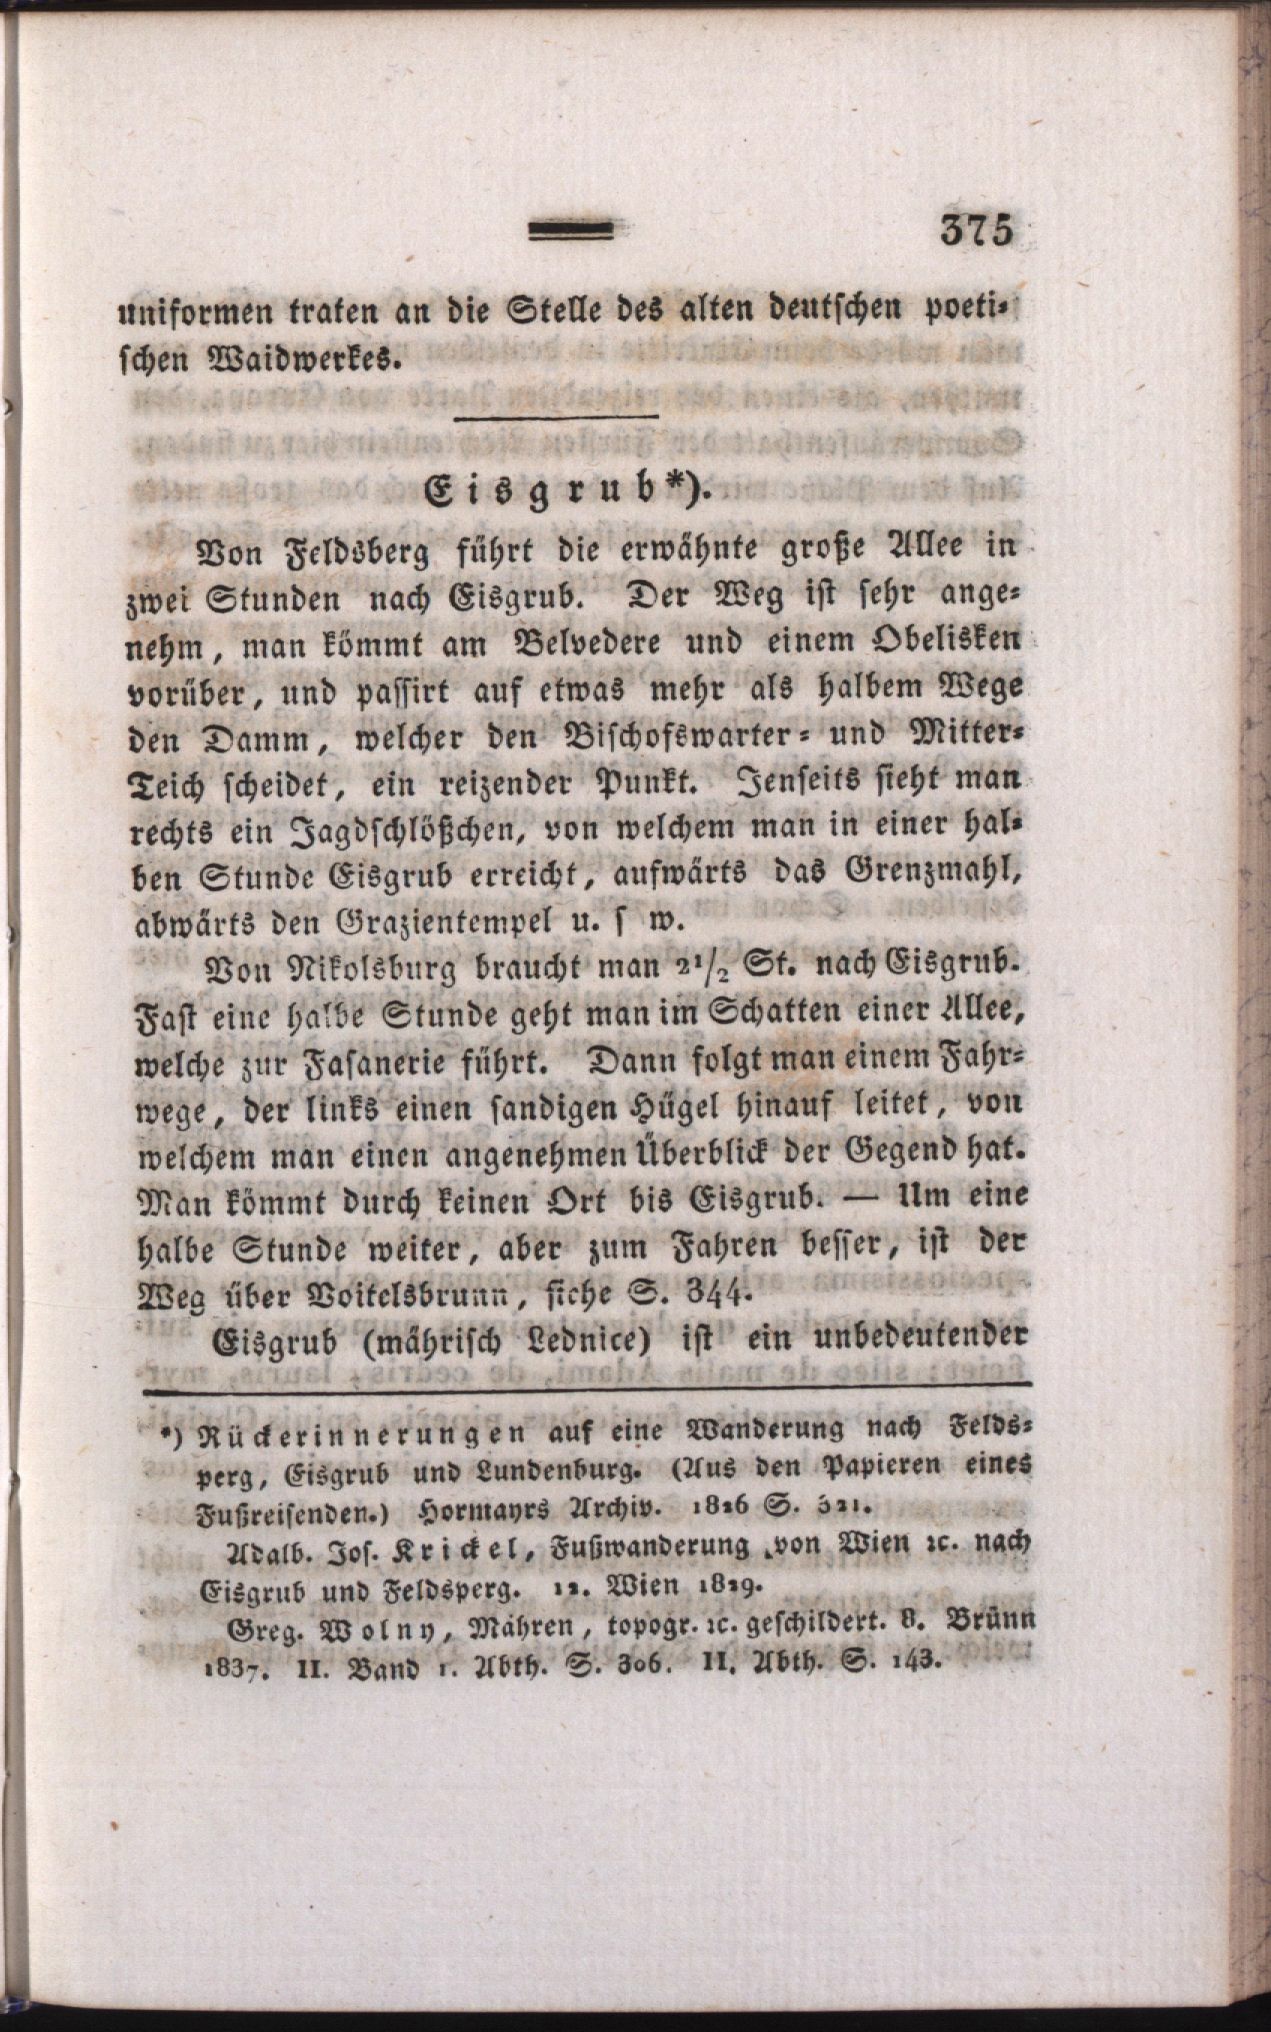 375
uniformen traten an die Stelle des alten deutschen poeti-
schen Waidwerkes.
Eisgrub*).
Von Feldsberg führt die erwähnte große Allee in
zwei Stunden nach Eisgrub. Der Weg ist sehr ange-
nehm, man kömmt am Belvedere und einem Obelisken
vorüber, und passirt auf etwas mehr als halbem Wege
den Damm, welcher den Bischofswarter- und Mitter-
Teich scheidet, ein reizender Punkt. Jenseits sieht man
rechts ein Jagdschlößchen, von welchem man in einer hal-
ben Stunde Eisgrub erreicht, aufwärts das Grenzmahl,
abwärts den Grazientempel u. s w.
Von Nikolsburg braucht man 2 1/2 St. nach Eisgrub.
Fast eine halbe Stunde geht man im Schatten einer Allee,
welche zur Fasanerie führt. Dann folgt man einem Fahr-
wege, der links einen sandigen Hügel hinauf leitet, von
welchem man einen angenehmen Überblick der Gegend hat.
Man kömmt durch keinen Ort bis Eisgrub. — Um eine
halbe Stunde weiter, aber zum Fahren besser, ist der
Weg über Voitelsbrunn, siehe S. 344.
Eisgrub (mährisch Lednice) ist ein unbedeutender
*) Rückerinnerungen auf eine Wanderung nach Felds-
perg, Eisgrub und Lundenburg. (Aus den Papieren eines
Fußreisenden.) Hormayrs Archiv. 1826 S. 321.
Adalb. Jos. Krickel, Fußwanderung von Wien ꝛc. nach
Eisgrub und Feldsperg. 12. Wien 1829.
Greg. Wolny, Mähren, topogr. ꝛc. geschildert. 8. Brünn
1837. II. Band 1. Abth. S. 306. II. Abth. S. 143.